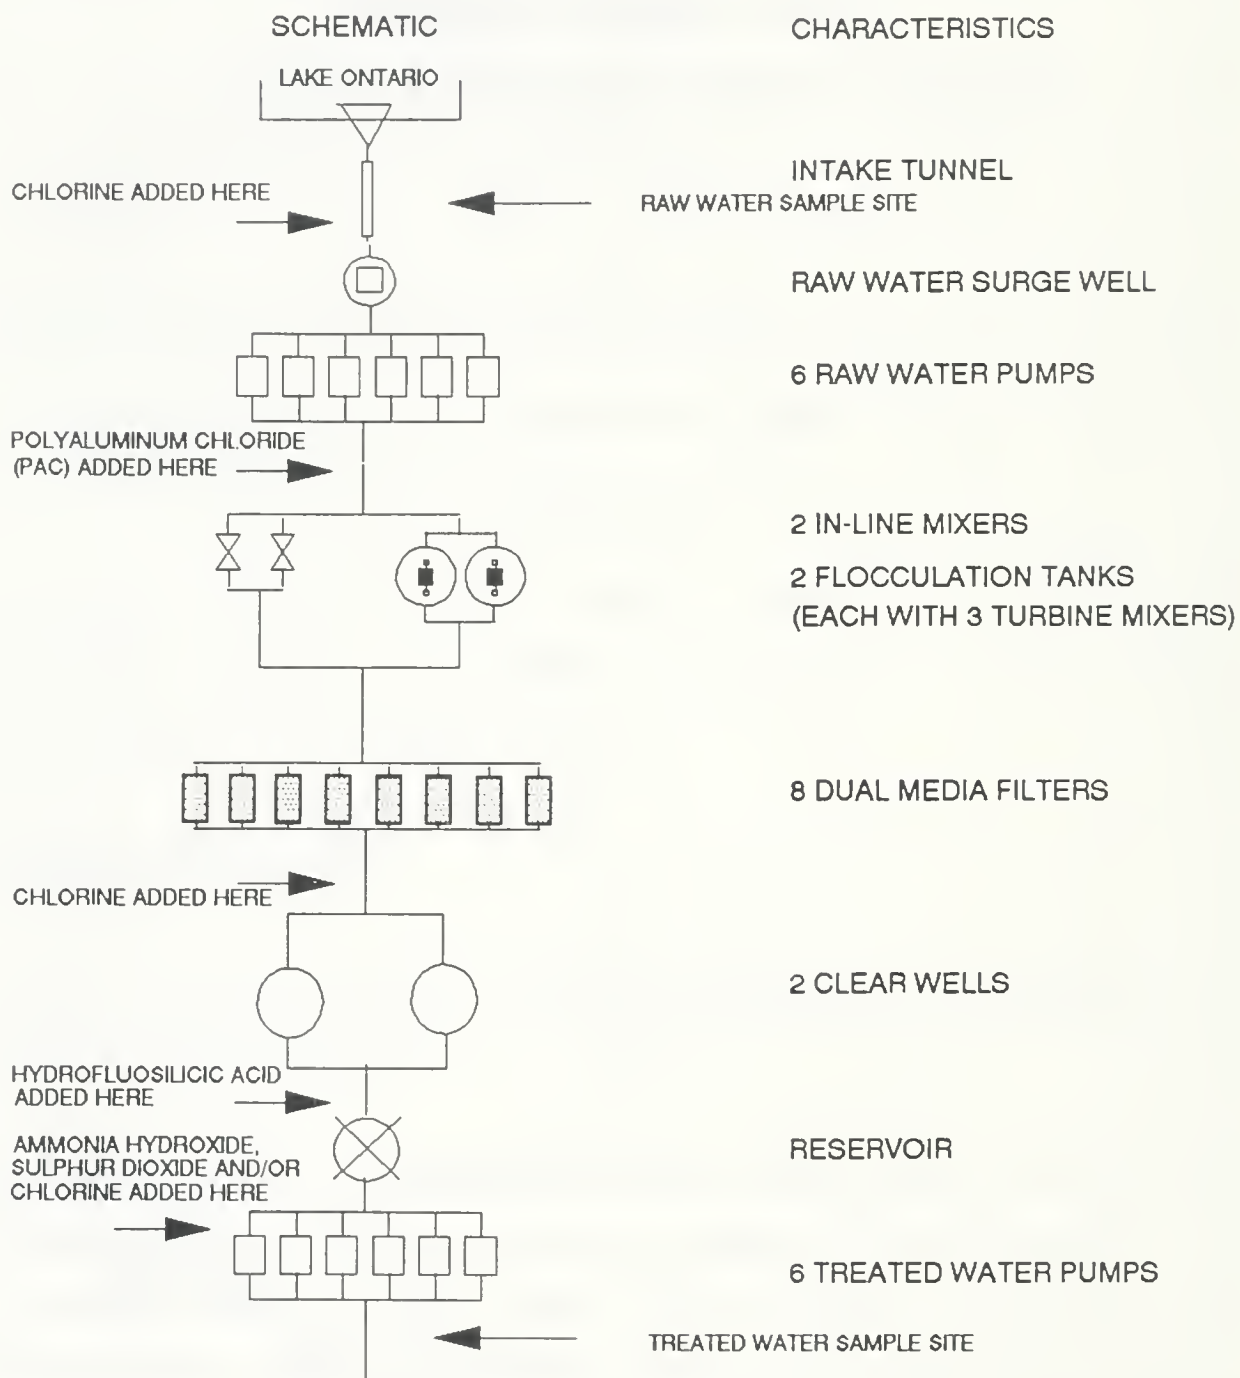 SCHEMATIC
CHARACTERISTICS
LAKE ONTARIO
INTAKE TUNNEL
CHLORINE ADDED HERE
RAW WATER SAMPLE SITE
RAW WATER SURGE WELL
6 RAW WATER PUMPS
POLYALUMINUM CHLORIDE
(PAC) ADDED HERE
2 IN-LINE MIXERS
2 FLOCCULATION TANKS
(EACH WITH 3 TURBINE MIXERS)
8 DUAL MEDIA FILTERS
CHLORINE ADDED HERE
2 CLEAR WELLS
HYDROFLUOSILICIC ACID
ADDED HERE
AMMONIA HYDROXIDE,
SULPHUR DIOXIDE AND/OR
CHLORINE ADDED HERE
RESERVOIR
6 TREATED WATER PUMPS
TREATED WATER SAMPLE SITE